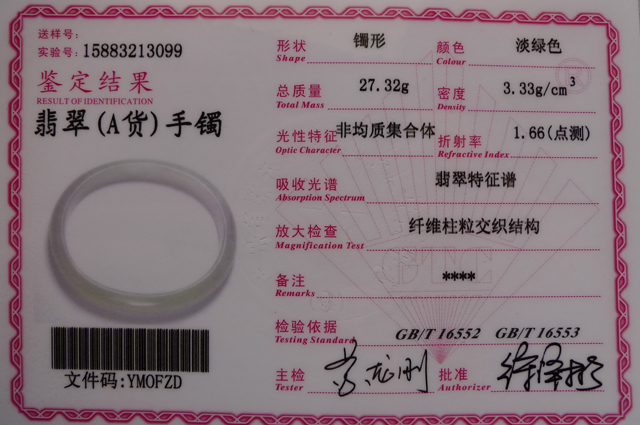 送样号:
实验号: 15883213099
鉴定结果
RESULT OF IDENTIFICATION
翡翠(A货)手镯
文件码:YMOFZD
形状 镯形 颜色 淡绿色
Shape Colour
总质量 27.32g 密度 3.33g/cm³
Total Mass Density
光性特征 非均质集合体 折射率 1.66(点测)
Optic Character Refractive Index
吸收光谱 翡翠特征谱
Absorption Spectrum
放大检查 纤维柱粒交织结构
Magnification Test
备注 ****
Remarks
检验依据 GB/T 16552 GB/T 16553
Testing Standard
主检 批准
Tester Authorizer